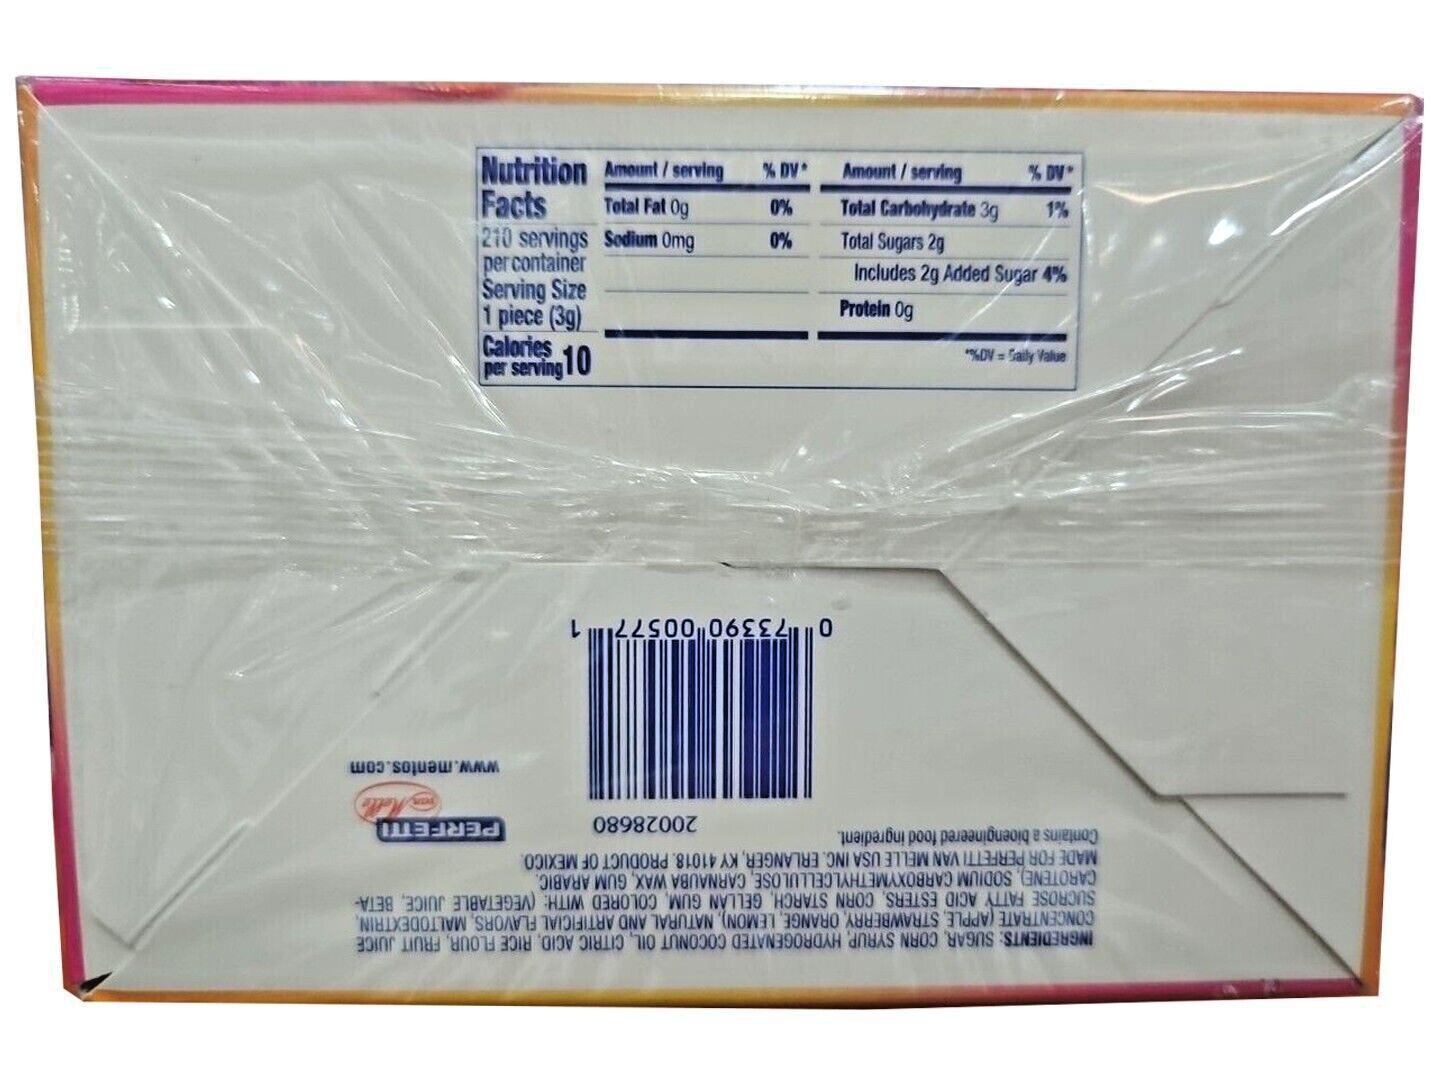 Nutrition
Facts
210 servings
per container
Serving Size
1 piece (3g)
Calories
per serving 10
Amount / serving % DV*
Total Fat 0g 0%
Sodium 0mg 0%
Amount / serving % DV*
Total Carbohydrate 3g 1%
Total Sugars 2g
Includes 2g Added Sugar 4%
Protein 0g
*%DV = Daily Value
INGREDIENTS: SUGAR, CORN SYRUP, HYDROGENATED COCONUT OIL, CITRIC ACID, RICE FLOUR, FRUIT JUICE
CONCENTRATE (APPLE, STRAWBERRY, ORANGE, LEMON), NATURAL AND ARTIFICIAL FLAVORS, MALTODEXTRIN,
SUCROSE FATTY ACID ESTERS, CORN STARCH, GELLAN GUM, COLORED WITH: (VEGETABLE JUICE, BETA-
CAROTENE), SODIUM CARBOXYMETHYLCELLULOSE, CARNAUBA WAX, GUM ARABIC.
MADE FOR PERFETTI VAN MELLE USA INC. ERLANGER, KY 41018. PRODUCT OF MEXICO.
Contains a bioengineered food ingredient.
20028680
0 73390 00577 1
PERFETTI
van Melle
www.mentos.com